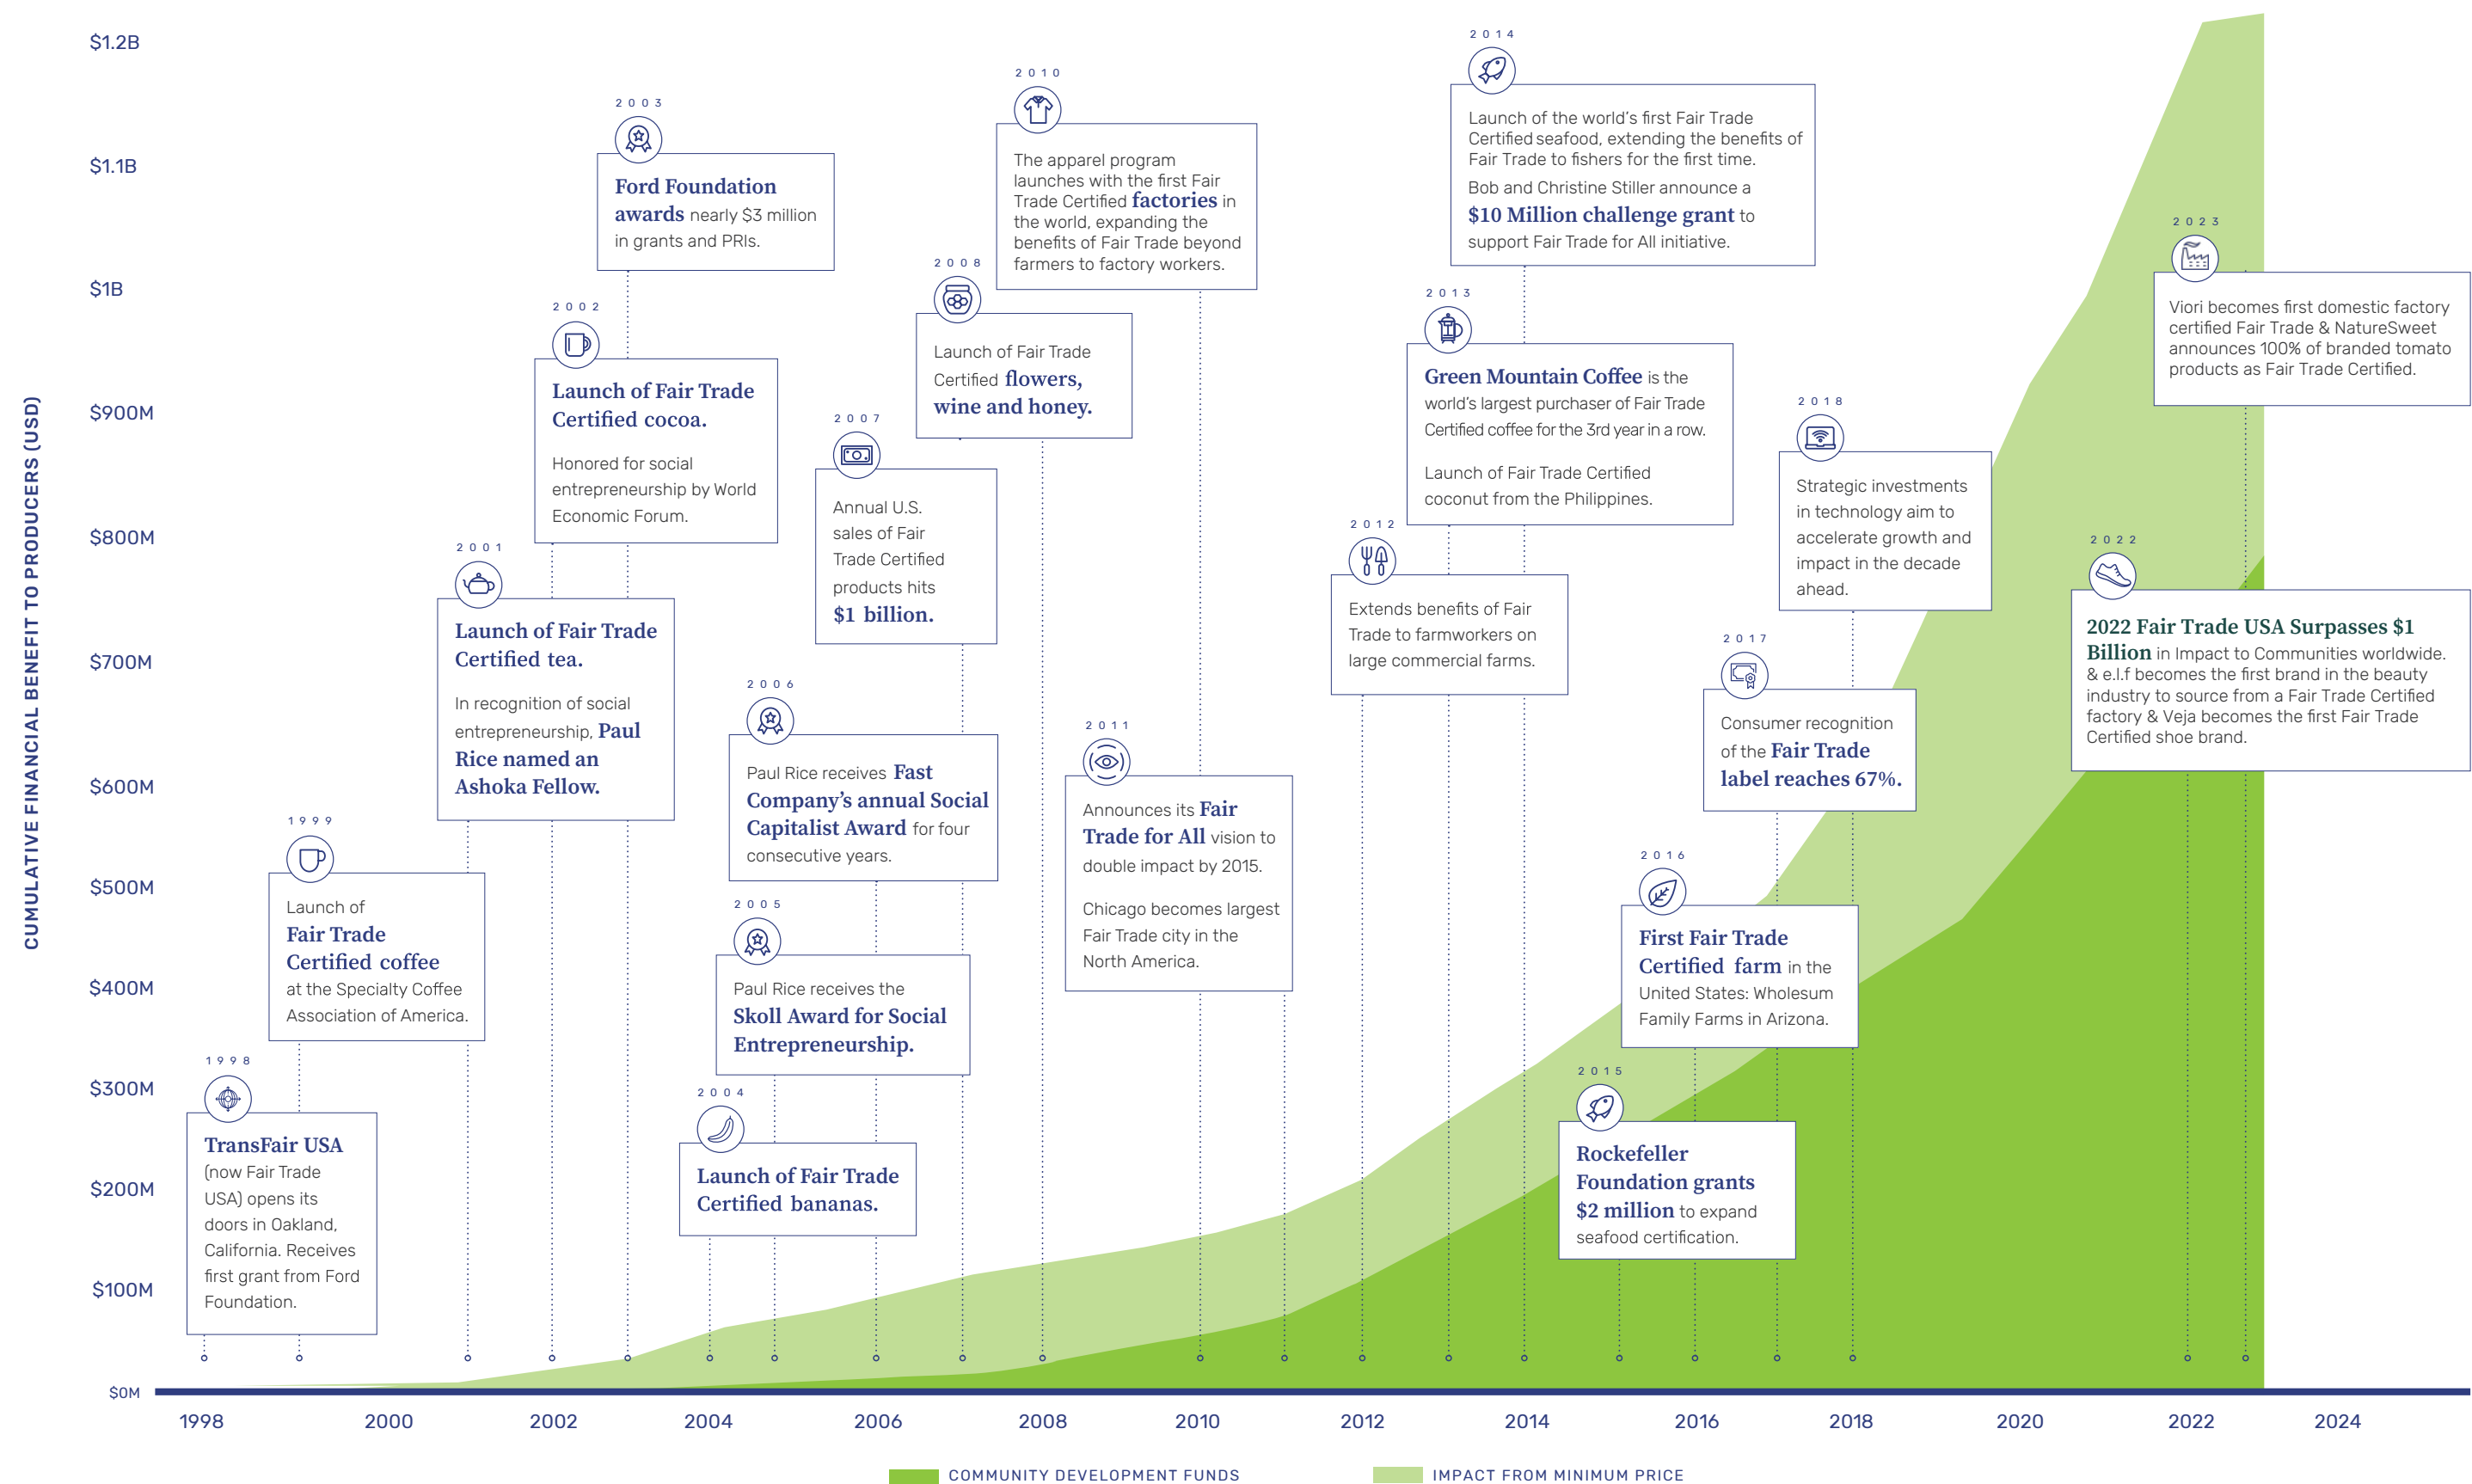 CUMULATIVE FINANCIAL BENEFIT TO PRODUCERS (USD)
$1.2B
$1.1B
$1B
$900M
$800M
$700M
$600M
$500M
$400M
$300M
$200M
$100M
$0M
1998
TransFair USA
(now Fair Trade
USA) opens its
doors in Oakland,
California. Receives
first grant from Ford
Foundation.
1999
Launch of
Fair Trade
Certified coffee
at the Specialty Coffee
Association of America.
2001
Launch of Fair Trade
Certified tea.
In recognition of social
entrepreneurship, Paul
Rice named an
Ashoka Fellow.
2002
Launch of Fair Trade
Certified cocoa.
Honored for social
entrepreneurship by World
Economic Forum.
2003
Ford Foundation
awards nearly $3 million
in grants and PRIs.
2004
Launch of Fair Trade
Certified bananas.
2005
Paul Rice receives the
Skoll Award for Social
Entrepreneurship.
2006
Paul Rice receives Fast
Company's annual Social
Capitalist Award for four
consecutive years.
2007
Annual U.S.
sales of Fair
Trade Certified
products hits
$1 billion.
2008
Launch of Fair Trade
Certified flowers,
wine and honey.
2010
The apparel program
launches with the first Fair
Trade Certified factories in
the world, expanding the
benefits of Fair Trade beyond
farmers to factory workers.
2011
Announces its Fair
Trade for All vision to
double impact by 2015.
Chicago becomes largest
Fair Trade city in the
North America.
2012
Extends benefits of Fair
Trade to farmworkers on
large commercial farms.
2013
Green Mountain Coffee is the
world's largest purchaser of Fair Trade
Certified coffee for the 3rd year in a row.
Launch of Fair Trade Certified
coconut from the Philippines.
2014
Launch of the world's first Fair Trade
Certified seafood, extending the benefits of
Fair Trade to fishers for the first time.
Bob and Christine Stiller announce a
$10 Million challenge grant to
support Fair Trade for All initiative.
2015
Rockefeller
Foundation grants
$2 million to expand
seafood certification.
2016
First Fair Trade
Certified farm in the
United States: Wholesum
Family Farms in Arizona.
2017
Consumer recognition
of the Fair Trade
label reaches 67%.
2018
Strategic investments
in technology aim to
accelerate growth and
impact in the decade
ahead.
2022
2022 Fair Trade USA Surpasses $1
Billion in Impact to Communities worldwide.
& e.l.f becomes the first brand in the beauty
industry to source from a Fair Trade Certified
factory & Veja becomes the first Fair Trade
Certified shoe brand.
2023
Viori becomes first domestic factory
certified Fair Trade & NatureSweet
announces 100% of branded tomato
products as Fair Trade Certified.
1998
2000
2002
2004
2006
2008
2010
2012
2014
2016
2018
2020
2022
2024
COMMUNITY DEVELOPMENT FUNDS
IMPACT FROM MINIMUM PRICE